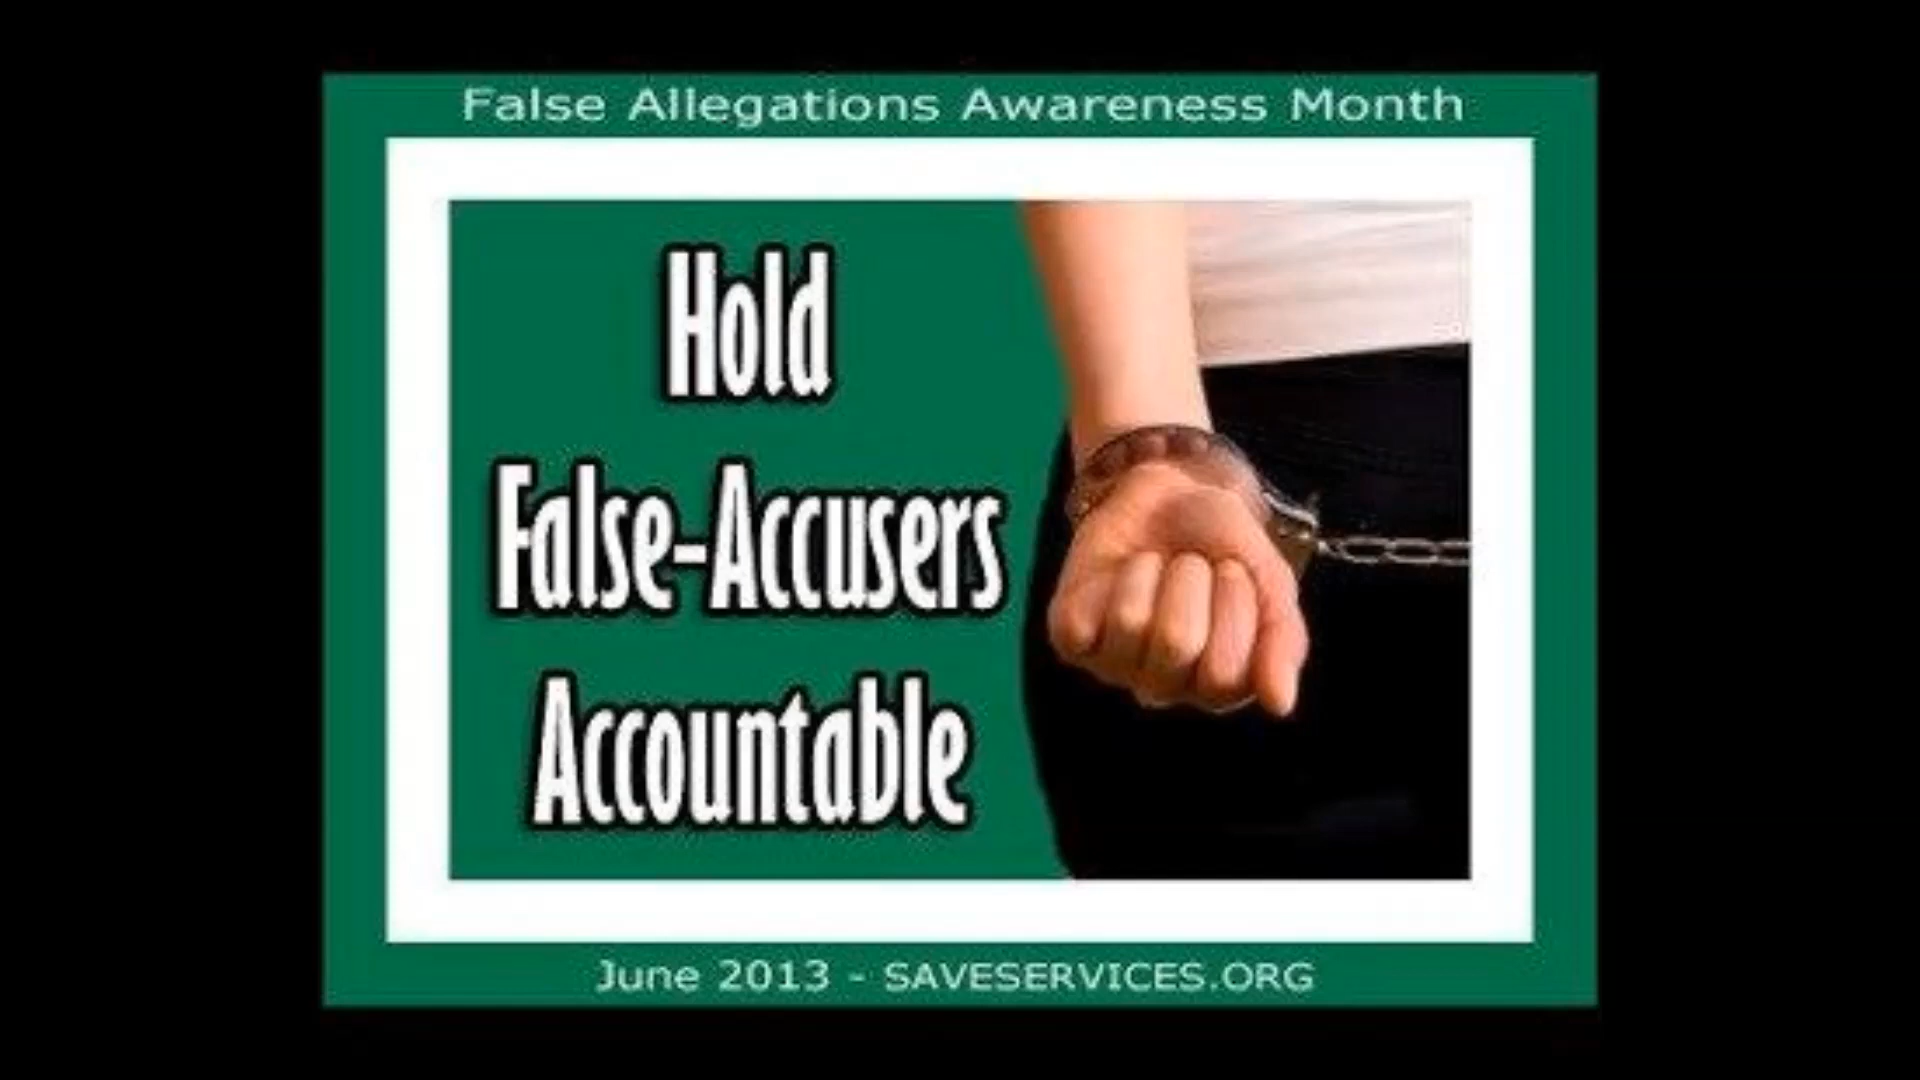 False Allegations Awareness Month
Hold
False-Accusers
Accountable
June 2013 - SAVESERVICES.ORG